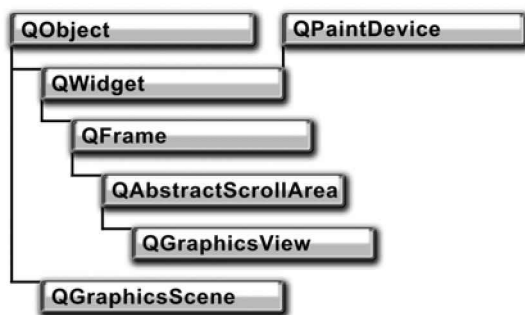 QObject
QPaintDevice
QWidget
QFrame
QAbstractScrollArea
QGraphicsView
QGraphicsScene